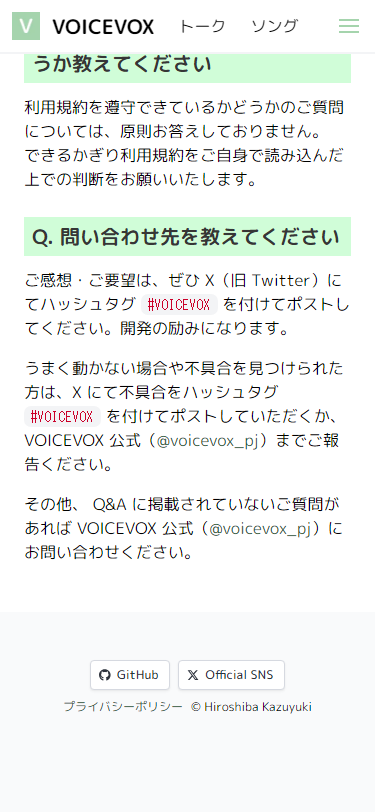 V VOICEVOX トーク ソング
うか教えてください
利用規約を遵守できているかどうかのご質問
については、原則お答えしておりません。
できるかぎり利用規約をご自身で読み込んだ
上での判断をお願いいたします。
Q. 問い合わせ先を教えてください
ご感想・ご要望は、ぜひ X（旧 Twitter）に
てハッシュタグ #VOICEVOX を付けてポストし
てください。開発の励みになります。
うまく動かない場合や不具合を見つけられた
方は、X にて不具合をハッシュタグ
#VOICEVOX を付けてポストしていただくか、
VOICEVOX 公式（@voicevox_pj）までご報
告ください。
その他、 Q&A に掲載されていないご質問が
あれば VOICEVOX 公式（@voicevox_pj）に
お問い合わせください。
GitHub Official SNS
プライバシーポリシー © Hiroshiba Kazuyuki